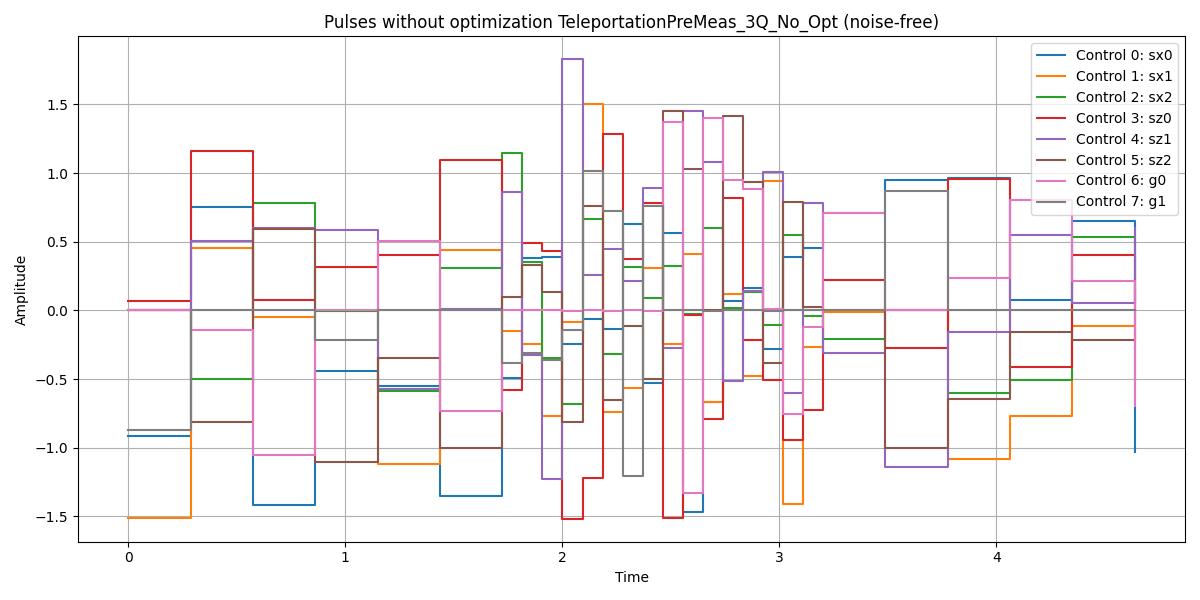 Pulses without optimization TeleportationPreMeas_3Q_No_Opt (noise-free)
Control 0: sx0
Control 1: sx1
Control 2: sx2
Control 3: sz0
Control 4: sz1
Control 5: sz2
Control 6: g0
Control 7: g1
Amplitude
1.5
1.0
0.5
0.0
−0.5
−1.0
−1.5
0 1 2 3 4
Time